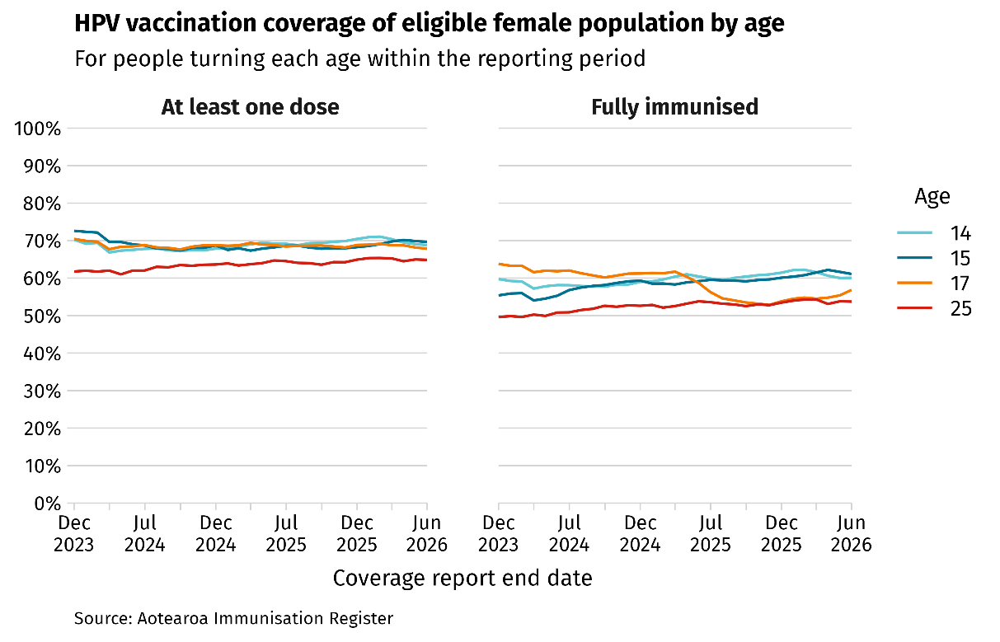 HPV vaccination coverage of eligible female population by age
For people turning each age within the reporting period
At least one dose
Fully immunised
100%
90%
80%
70%
60%
50%
40%
30%
20%
10%
0%
Dec Jul Dec Jul Dec Jun
2023 2024 2024 2025 2025 2026
Dec Jul Dec Jul Dec Jun
2023 2024 2024 2025 2025 2026
Coverage report end date
Age
14
15
17
25
Source: Aotearoa Immunisation Register